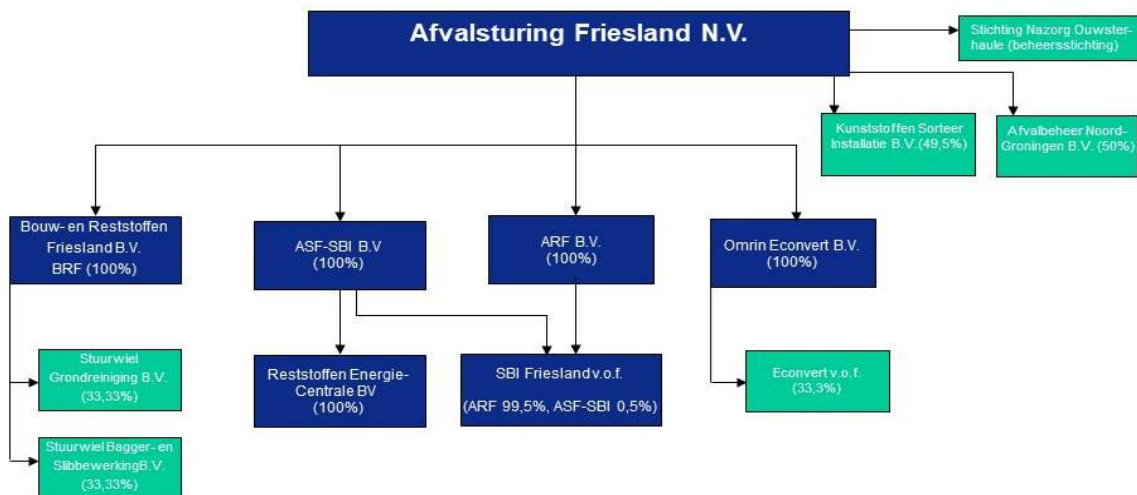 Afvalsturing Friesland N.V.
Stichting Nazorg Ouwster-
haule (beheersstichting)
Kunststoffen Sorteer
Installatie B.V. (49,5%)
Afvalbeheer Noord-
Groningen B.V. (50%)
Bouw- en Reststoffen
Friesland B.V.
BRF (100%)
ASF-SBI B.V
(100%)
ARF B.V.
(100%)
Omrin Econvert B.V.
(100%)
Stuurwiel
Grondreiniging B.V.
(33,33%)
Reststoffen Energie-
Centrale BV
(100%)
SBI Friesland v.o.f.
(ARF 99,5%, ASF-SBI 0,5%)
Econvert v.o.f.
(33,3%)
Stuurwiel Bagger- en
Slibbewerking B.V.
(33,33%)